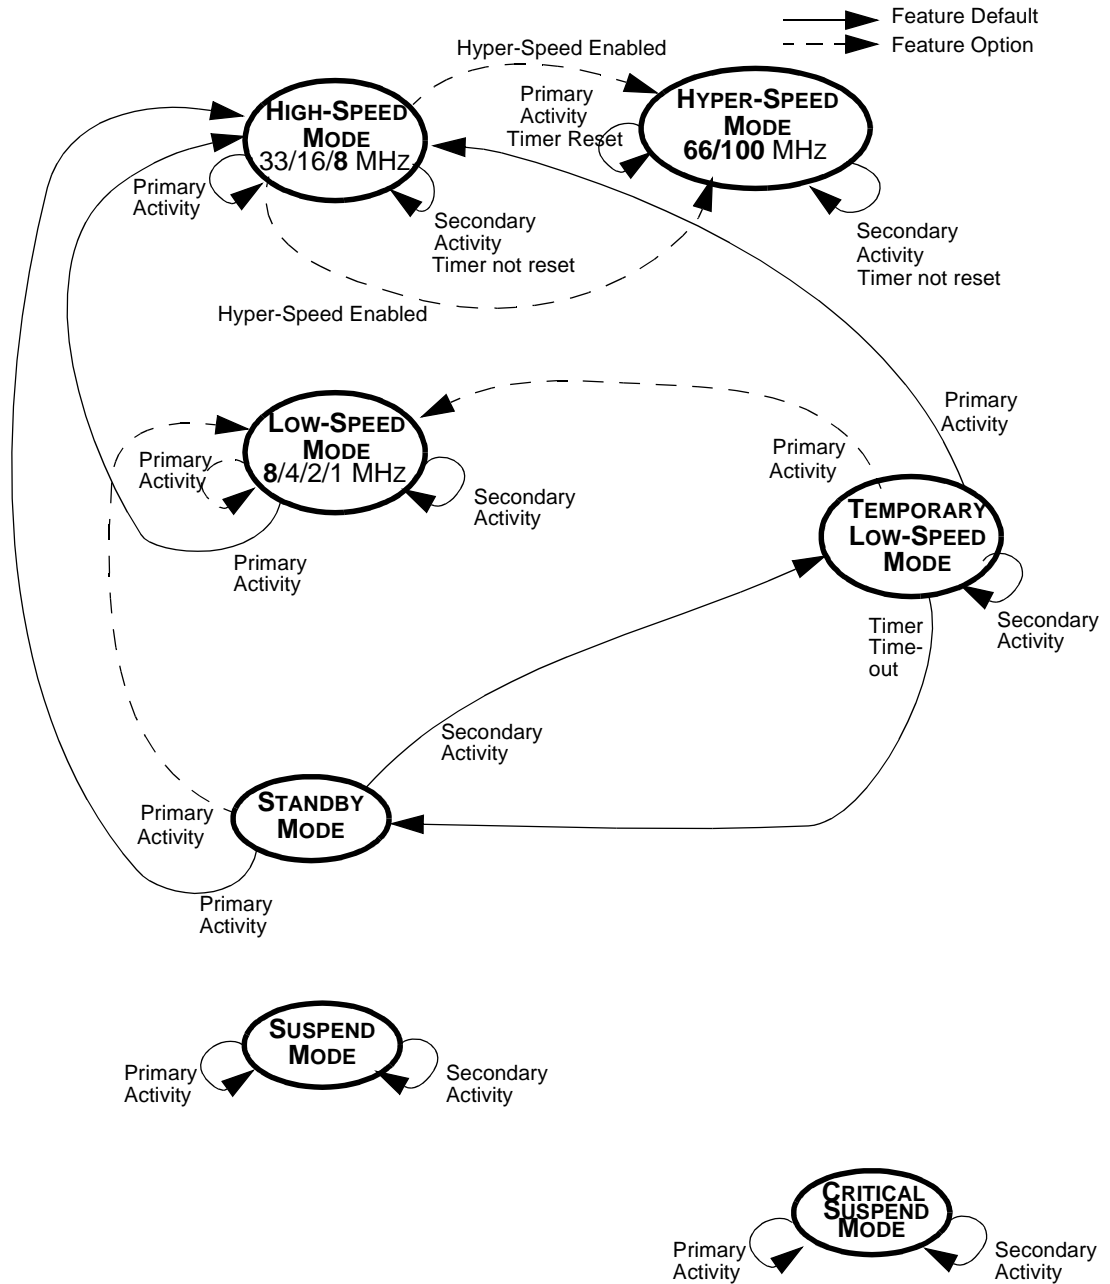 Feature Default
Feature Option
Hyper-Speed Enabled
HIGH-SPEED
MODE
33/16/8 MHz
Primary
Activity
Secondary
Activity
Timer not reset
Hyper-Speed Enabled
Primary
Activity
Timer Reset
HYPER-SPEED
MODE
66/100 MHz
Secondary
Activity
Timer not reset
LOW-SPEED
MODE
8/4/2/1 MHz
Primary
Activity
Secondary
Activity
Primary
Activity
Primary
Activity
Primary
Activity
TEMPORARY
LOW-SPEED
MODE
Secondary
Activity
Timer
Time-
out
Secondary
Activity
STANDBY
MODE
Primary
Activity
Primary
Activity
SUSPEND
MODE
Primary
Activity
Secondary
Activity
CRITICAL
SUSPEND
MODE
Primary
Activity
Secondary
Activity